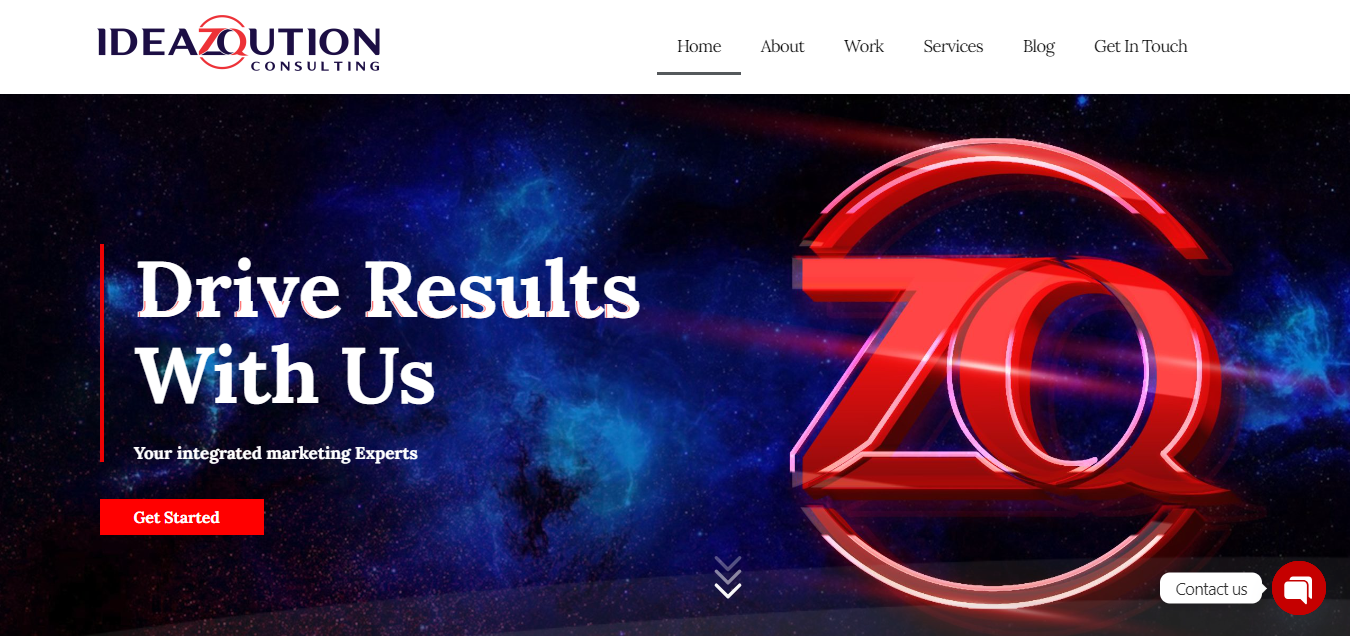 IDEAZQUTION
CONSULTING
Home About Work Services Blog Get In Touch
Drive Results
With Us
Your integrated marketing Experts
Get Started
ZQ
Contact us